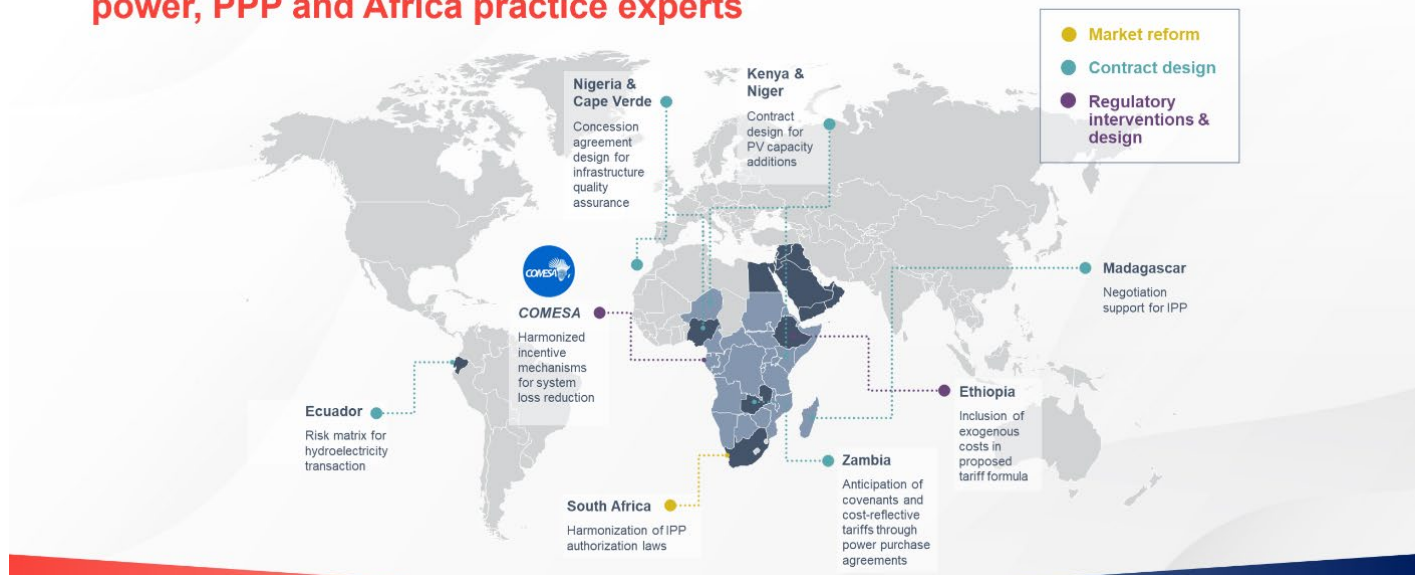 power, PPP and Africa practice experts
Market reform
Contract design
Regulatory
interventions &
design
Nigeria &
Cape Verde
Concession
agreement
design for
infrastructure
quality
assurance
Kenya &
Niger
Contract
design for
PV capacity
additions
COMESA
COMESA
Harmonized
incentive
mechanisms
for system
loss reduction
Madagascar
Negotiation
support for IPP
Ecuador
Risk matrix for
hydroelectricity
transaction
Ethiopia
Inclusion of
exogenous
costs in
proposed
tariff formula
South Africa
Harmonization of IPP
authorization laws
Zambia
Anticipation of
covenants and
cost-reflective
tariffs through
power purchase
agreements